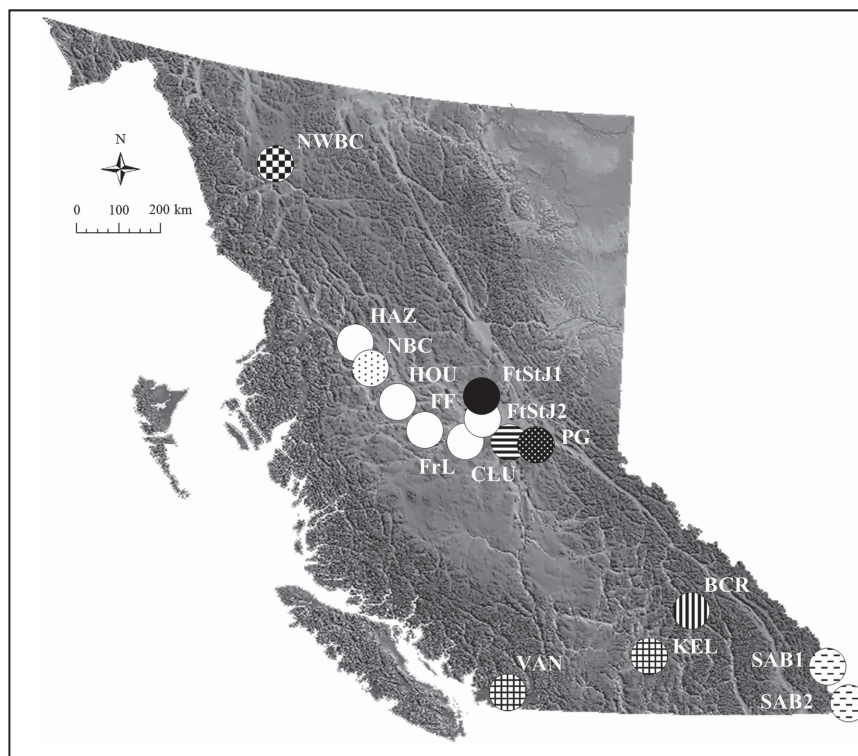 NWBC
N
0 100 200 km
HAZ
NBC
HOU
FtStJ1
FF
FtStJ2
PG
FrL
CLU
BCR
KEL
VAN
SAB1
SAB2